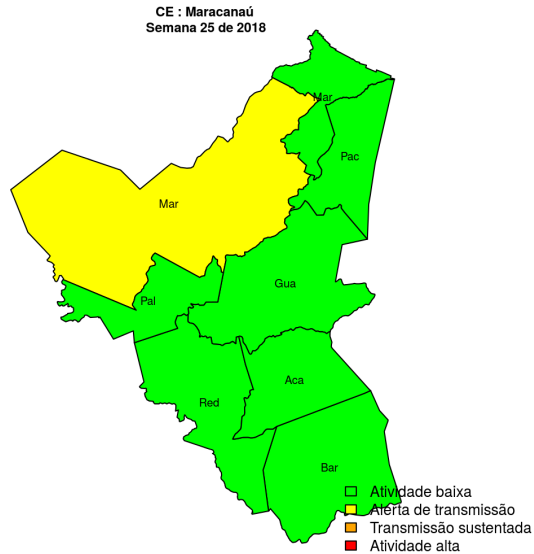 CE : Maracanaú
Semana 25 de 2018
Mar
Pac
Mar
Gua
Pal
Aca
Red
Bar
Atividade baixa
Alerta de transmissão
Transmissão sustentada
Atividade alta